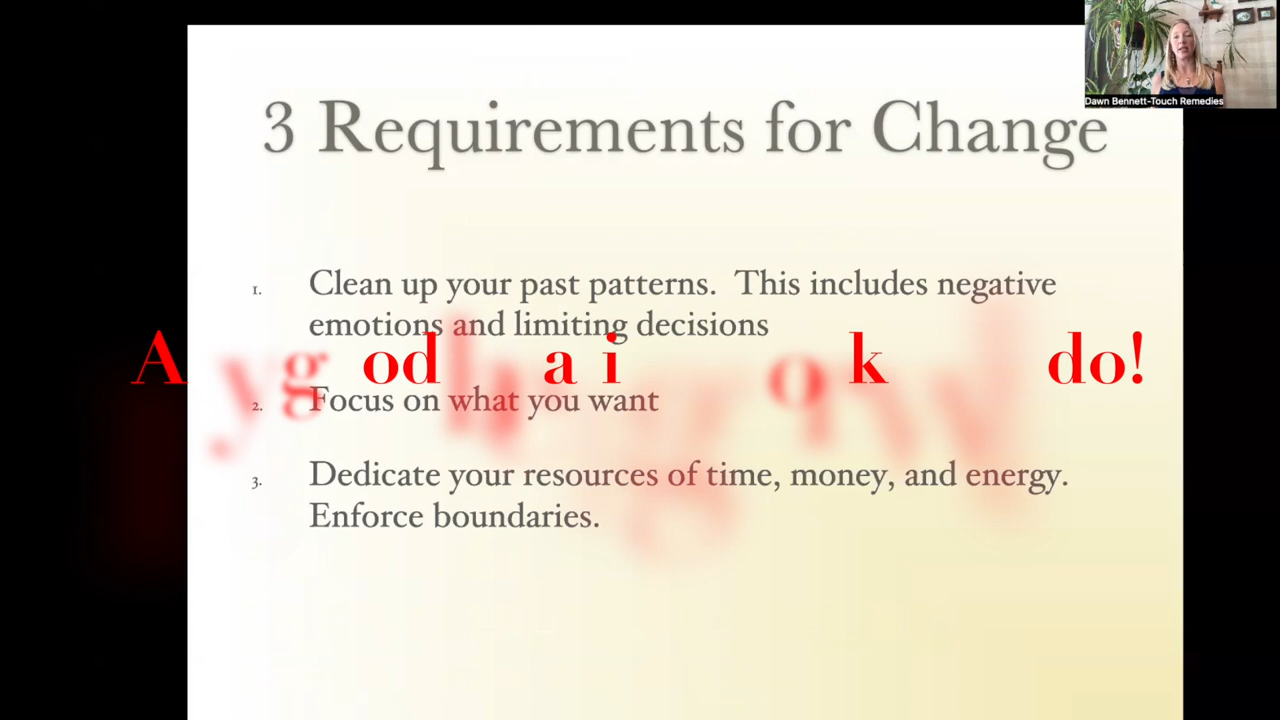 Dawn Bennett-Touch Remedies
3 Requirements for Change
1. Clean up your past patterns. This includes negative
emotions and limiting decisions
2. Focus on what you want
3. Dedicate your resources of time, money, and energy.
Enforce boundaries.
do!